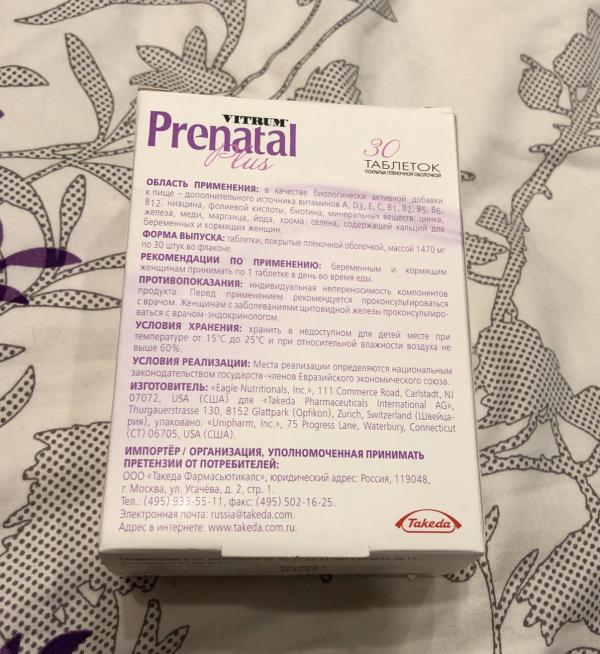 VITRUM
Prenatal
Plus
30
ТАБЛЕТОК
ПОКРЫТЫХ ПЛЁНОЧНОЙ ОБОЛОЧКОЙ
ОБЛАСТЬ ПРИМЕНЕНИЯ: в качестве биологически активной добавки
к пище – дополнительного источника витаминов A, D3, E, C, B1, B2, B5, B6,
B12, ниацина, фолиевой кислоты, биотина; минеральных веществ: цинка,
железа, меди, марганца, йода, хрома, селена, содержащей кальций для
беременных и кормящих женщин.
ФОРМА ВЫПУСКА: таблетки, покрытые плёночной оболочкой, массой 1470 мг
по 30 штук во флаконе.
РЕКОМЕНДАЦИИ ПО ПРИМЕНЕНИЮ: беременным и кормящим
женщинам принимать по 1 таблетке в день во время еды.
ПРОТИВОПОКАЗАНИЯ: индивидуальная непереносимость компонентов
продукта. Перед применением рекомендуется проконсультироваться
с врачом. Женщинам с заболеваниями щитовидной железы проконсультиро-
ваться с врачом-эндокринологом.
УСЛОВИЯ ХРАНЕНИЯ: хранить в недоступном для детей месте при
температуре от 15°C до 25°C и при относительной влажности воздуха не
выше 60%.
УСЛОВИЯ РЕАЛИЗАЦИИ: Места реализации определяются национальным
законодательством государств-членов Евразийского экономического союза.
ИЗГОТОВИТЕЛЬ: «Eagle Nutritionals, Inc.», 111 Commerce Road, Carlstadt, NJ
07072, USA (США) для «Takeda Pharmaceuticals International AG»,
Thurgauerstrasse 130, 8152 Glattpark (Opfikon), Zurich, Switzerland (Швейца-
рия), упаковано: «Unipharm, Inc.», 75 Progress Lane, Waterbury, Connecticut
(CT) 06705, USA (США).
ИМПОРТЁР / ОРГАНИЗАЦИЯ, УПОЛНОМОЧЕННАЯ ПРИНИМАТЬ
ПРЕТЕНЗИИ ОТ ПОТРЕБИТЕЛЕЙ:
ООО «Такеда Фармасьютикалс», юридический адрес: Россия, 119048,
г. Москва, ул. Усачёва, д. 2, стр. 1.
Тел.: (495) 933-55-11, факс: (495) 502-16-25.
Электронная почта: russia@takeda.com.
Адрес в интернете: www.takeda.com.ru.
Takeda